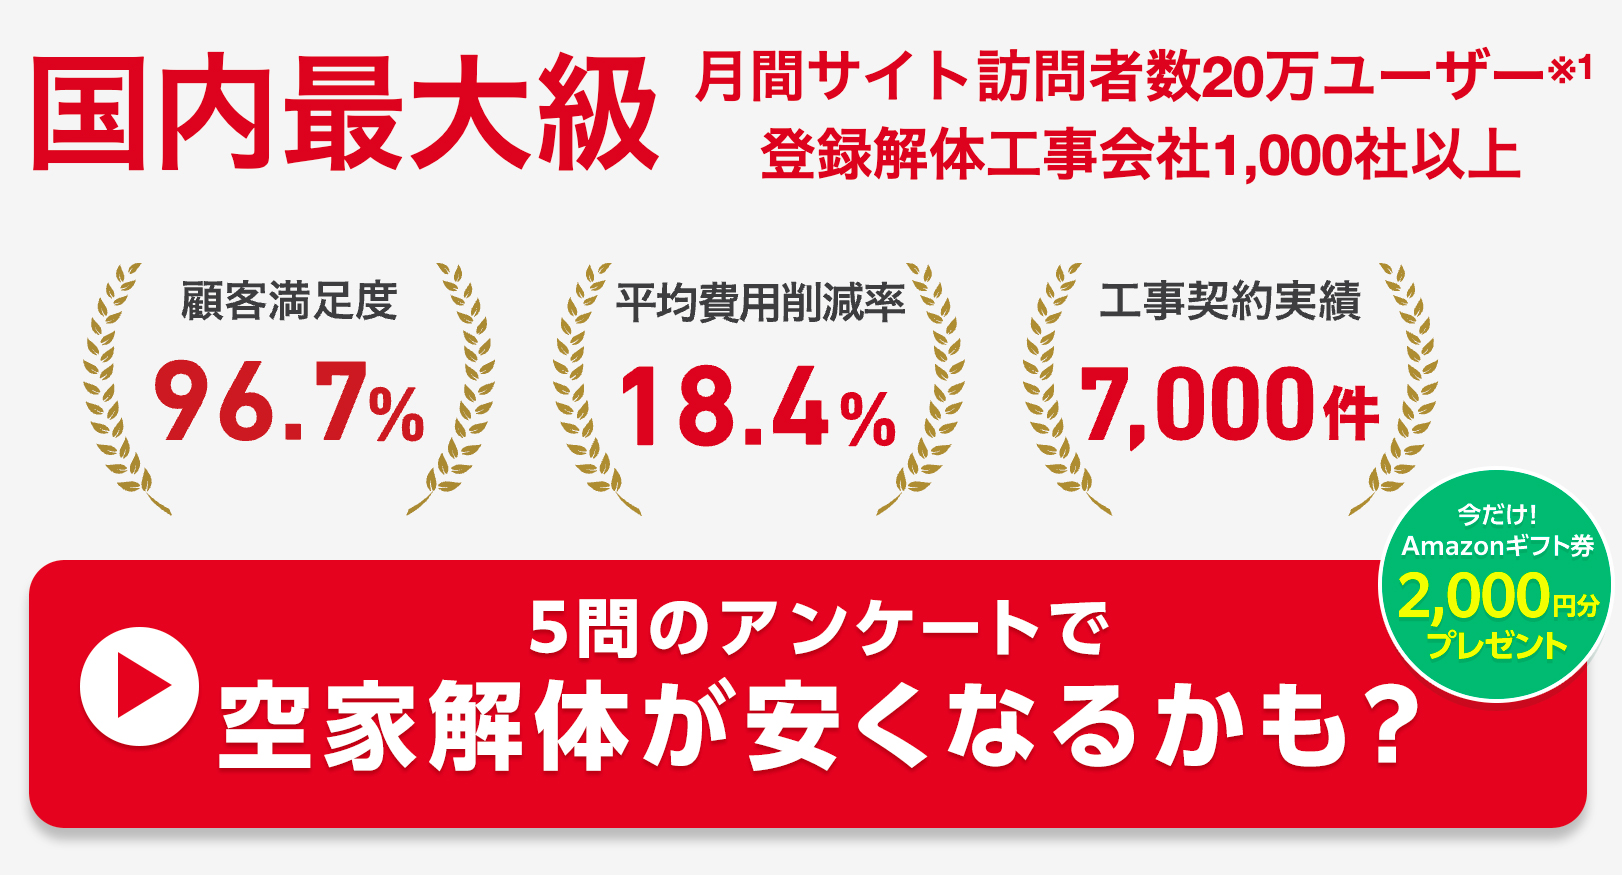 国内最大級
月間サイト訪問者数20万ユーザー※1
登録解体工事会社1,000社以上
顧客満足度
96.7%
平均費用削減率
18.4%
工事契約実績
7,000件
今だけ!
Amazonギフト券
2,000円分
プレゼント
5問のアンケートで
空家解体が安くなるかも?